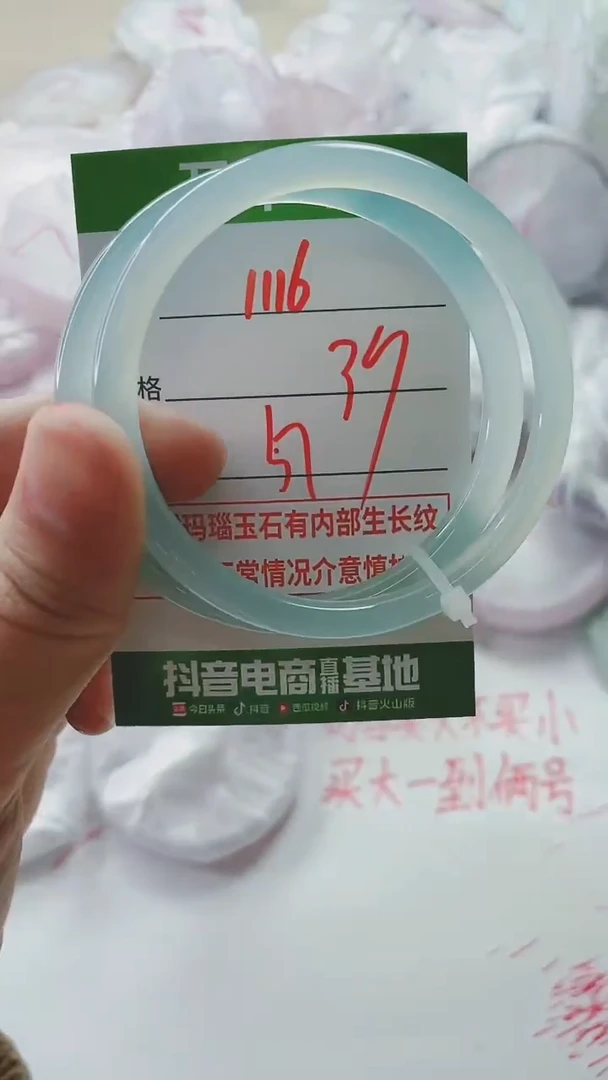 1116
格
37
57
玛瑙玉石有内部生长纹
常情况介意慎拍
抖音电商直播基地
今日头条 抖音 西瓜视频 抖音火山版
买大一到俩号